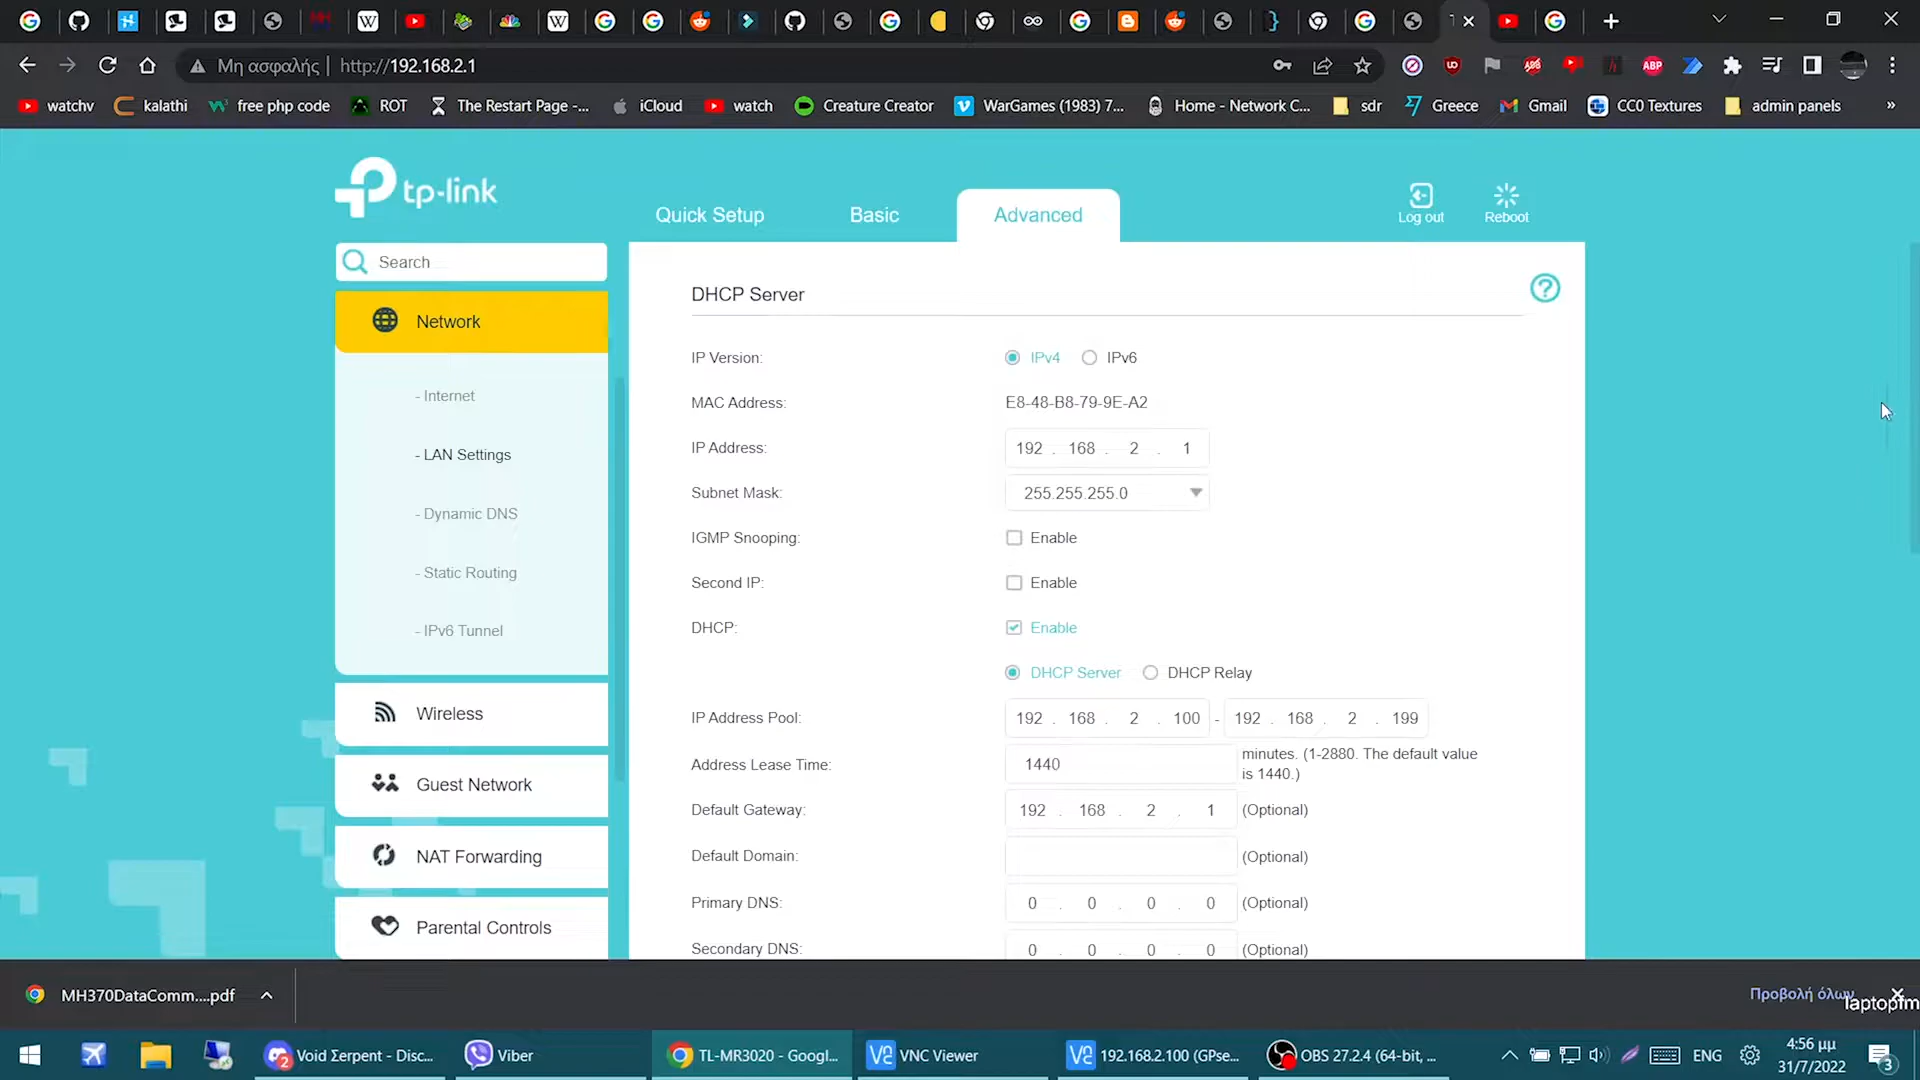 Μη ασφαλής | http://192.168.2.1
watchv kalathi free php code ROT The Restart Page -... iCloud watch Creature Creator WarGames (1983) 7... Home - Network C... sdr Greece Gmail CC0 Textures admin panels »
tp-link
Quick Setup Basic Advanced
Log out Reboot
Search
Network
- Internet
- LAN Settings
- Dynamic DNS
- Static Routing
- IPv6 Tunnel
Wireless
Guest Network
NAT Forwarding
Parental Controls
DHCP Server
IP Version: IPv4 IPv6
MAC Address: E8-48-B8-79-9E-A2
IP Address: 192 . 168 . 2 . 1
Subnet Mask: 255.255.255.0
IGMP Snooping: Enable
Second IP: Enable
DHCP: Enable
DHCP Server DHCP Relay
IP Address Pool: 192 . 168 . 2 . 100 - 192 . 168 . 2 . 199
Address Lease Time: 1440 minutes. (1-2880. The default value
is 1440.)
Default Gateway: 192 . 168 . 2 . 1 (Optional)
Default Domain: (Optional)
Primary DNS: 0 . 0 . 0 . 0 (Optional)
Secondary DNS: 0 . 0 . 0 . 0 (Optional)
MH370DataComm....pdf
Προβολή όλων
laptopfm
Void Σerpent - Disc... Viber TL-MR3020 - Googl... VNC Viewer 192.168.2.100 (GPse... OBS 27.2.4 (64-bit, ... ENG
4:56 μμ
31/7/2022
3